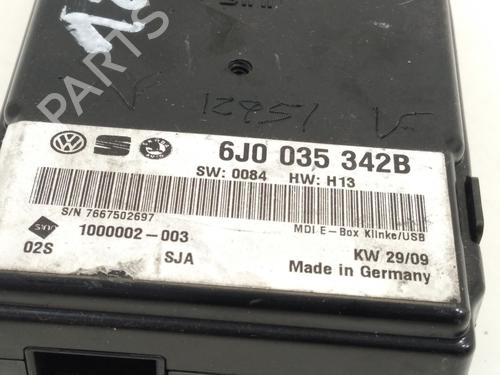 12851
6J0 035 342B
SW: 0084 HW: H13
S/N 7667502697
MDI E-Box Klinke/USB
1000002-003
02S SJA
KW 29/09
Made in Germany
PARTS